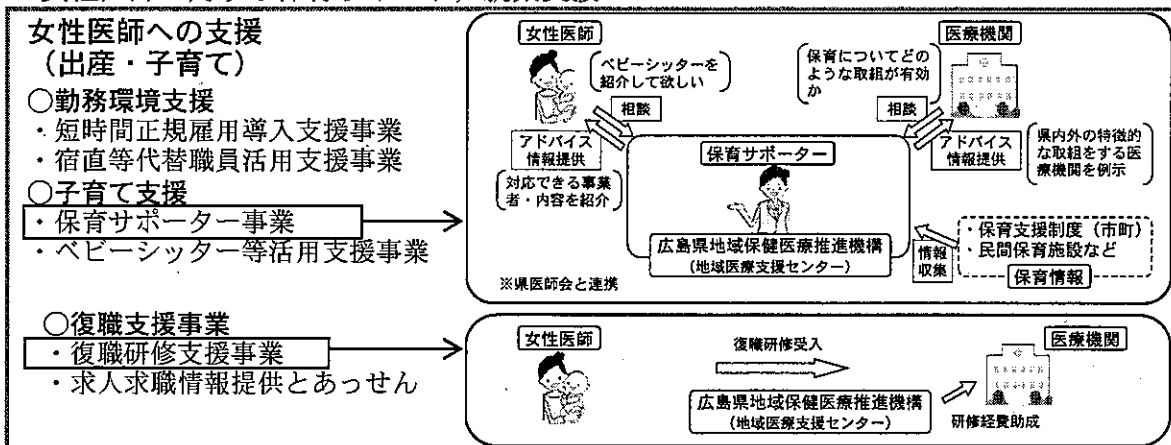 女性医師への支援
（出産・子育て）
○勤務環境支援
・短時間正規雇用導入支援事業
・宿直等代替職員活用支援事業
○子育て支援
・保育サポーター事業
・ベビーシッター等活用支援事業
○復職支援事業
・復職研修支援事業
・求人求職情報提供とあっせん
女性医師
ベビーシッターを
紹介して欲しい
相談
アドバイス
情報提供
対応できる事業
者・内容を紹介
保育についてどの
ような取組が有効
か
相談
医療機関
アドバイス
情報提供
県内外の特徴的
な取組をする医
療機関を例示
保育サポーター
広島県地域保健医療推進機構
（地域医療支援センター）
※県医師会と連携
情報
収集
・保育支援制度（市町）
・民間保育施設など
保育情報
女性医師
復職研修受入
医療機関
広島県地域保健医療推進機構
（地域医療支援センター）
研修経費助成